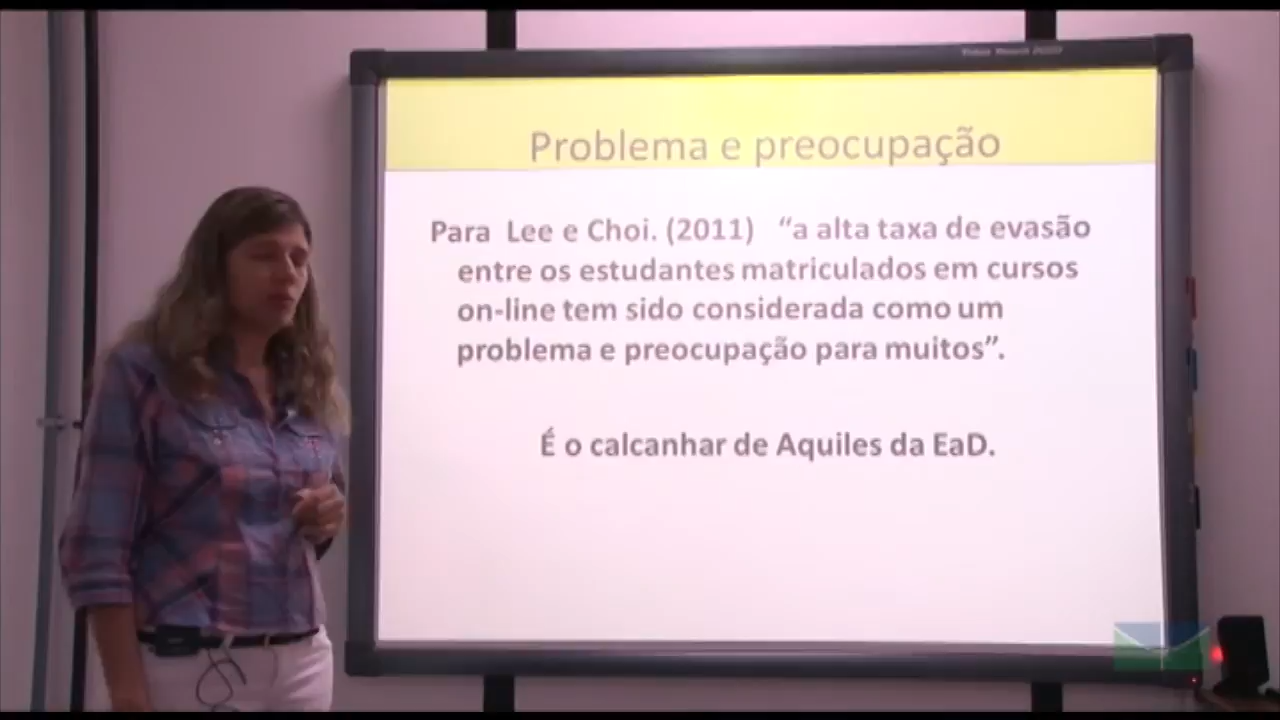 Problema e preocupação
Para Lee e Choi. (2011) “a alta taxa de evasão
entre os estudantes matriculados em cursos
on-line tem sido considerada como um
problema e preocupação para muitos”.
É o calcanhar de Aquiles da EaD.